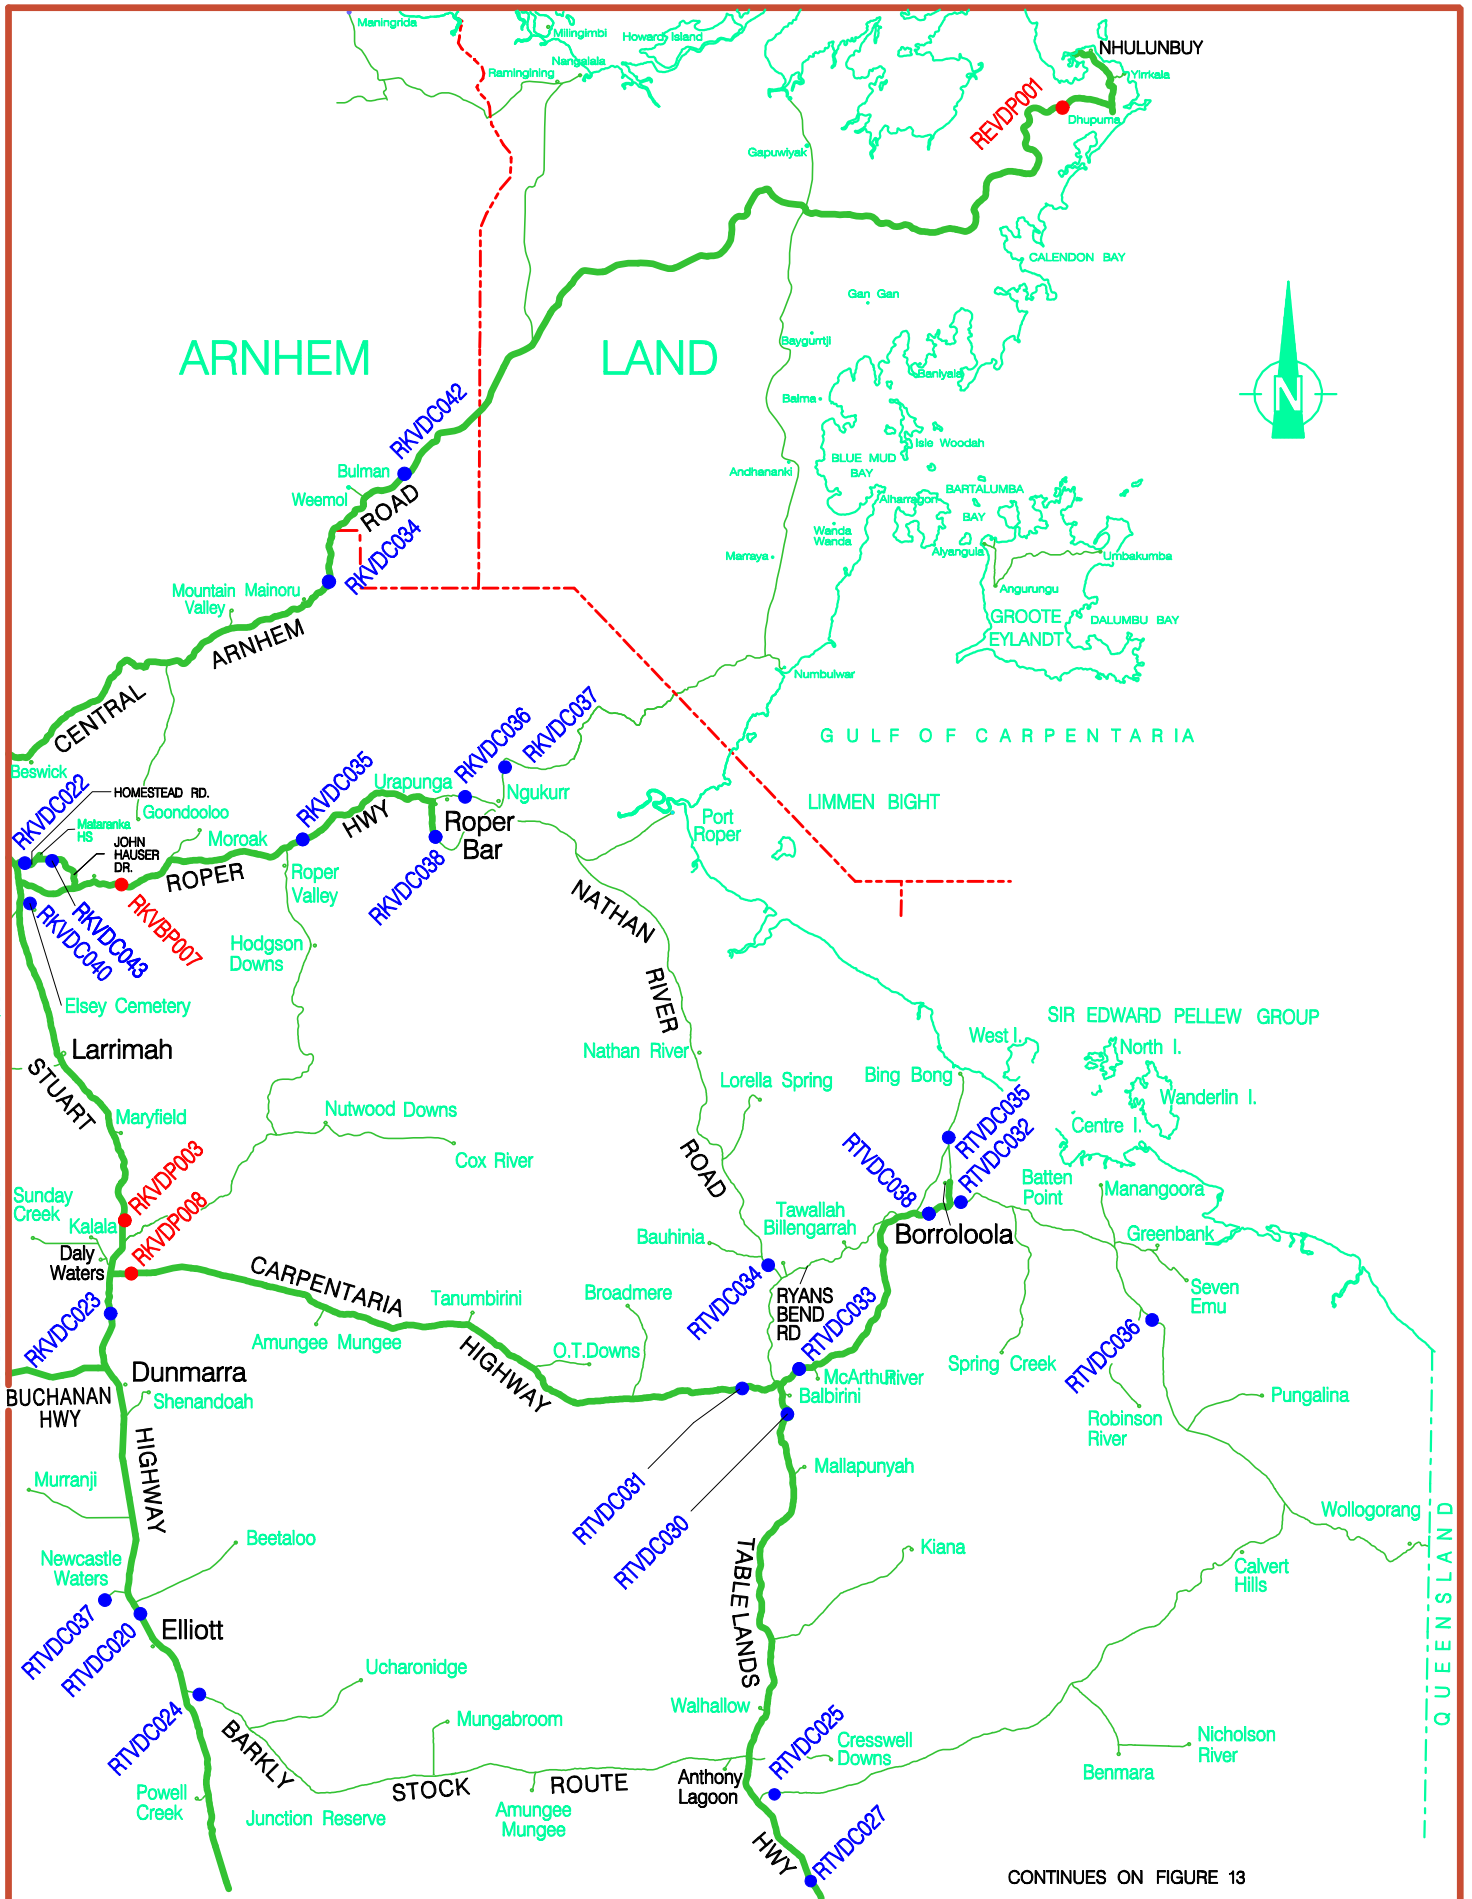 Maningrida
Milingimbi
Howard Island
Nangalala
Ramingining
NHULUNBUY
Yirrkala
REVDP001
Dhupuma
Gapuwiyak
CALENDON BAY
Gan Gan
Baygurrtji
ARNHEM LAND
Baniyala
N
Balma
RKVDC042
Isle Woodah
BLUE MUD
BAY
Bulman
Andhananki
Weemol
ROAD
BARTALUMBA
BAY
Alharragon
RKVDC034
Wanda
Wanda
Alyangula
Umbakumba
Marraya
Mountain
Valley
Mainoru
Angurungu
GROOTE
EYLANDT
DALUMBU BAY
ARNHEM
Numbulwar
CENTRAL
GULF OF CARPENTARIA
Beswick
RKVDC022
HOMESTEAD RD.
RKVDC035
RKVDC036
RKVDC037
Urapunga
Ngukurr
Goondooloo
LIMMEN BIGHT
Mataranka
HS
JOHN
HAUSER
DR.
Moroak
HWY
Roper
Bar
Port
Roper
ROPER
Roper
Valley
RKVDC038
RKVBP007
RKVDC043
RKVDC040
NATHAN
Hodgson
Downs
Elsey Cemetery
RIVER
SIR EDWARD PELLEW GROUP
Larrimah
West I.
North I.
Nathan River
Bing Bong
STUART
Lorella Spring
Wanderlin I.
Maryfield
Nutwood Downs
Centre I.
RTVDC035
RTVDC032
Cox River
RKVDP003
ROAD
RTVDC038
Batten
Point
Manangoora
Sunday
Creek
Kalala
RKVDP008
Tawallah
Billengarrah
Borroloola
Greenbank
Daly
Waters
Bauhinia
CARPENTARIA
RTVDC034
RYANS
BEND
RD
Seven
Emu
Tanumbirini
Broadmere
RTVDC033
RKVDC023
Amungee Mungee
HIGHWAY
O.T.Downs
Spring Creek
RTVDC036
Dunmarra
McArthur
River
Balbirini
BUCHANAN
HWY
Shenandoah
Pungalina
Robinson
River
HIGHWAY
Murranji
RTVDC031
Mallapunyah
RTVDC030
Wollogorang
Beetaloo
Kiana
Newcastle
Waters
TABLELANDS
Calvert
Hills
QUEENSLAND
RTVDC037
RTVDC020
Elliott
Ucharonidge
RTVDC024
Walhallow
Mungabroom
RTVDC025
Cresswell
Downs
Nicholson
River
BARKLY
STOCK
ROUTE
Anthony
Lagoon
Benmara
Powell
Creek
Junction Reserve
Amungee
Mungee
HWY
RTVDC027
CONTINUES ON FIGURE 13